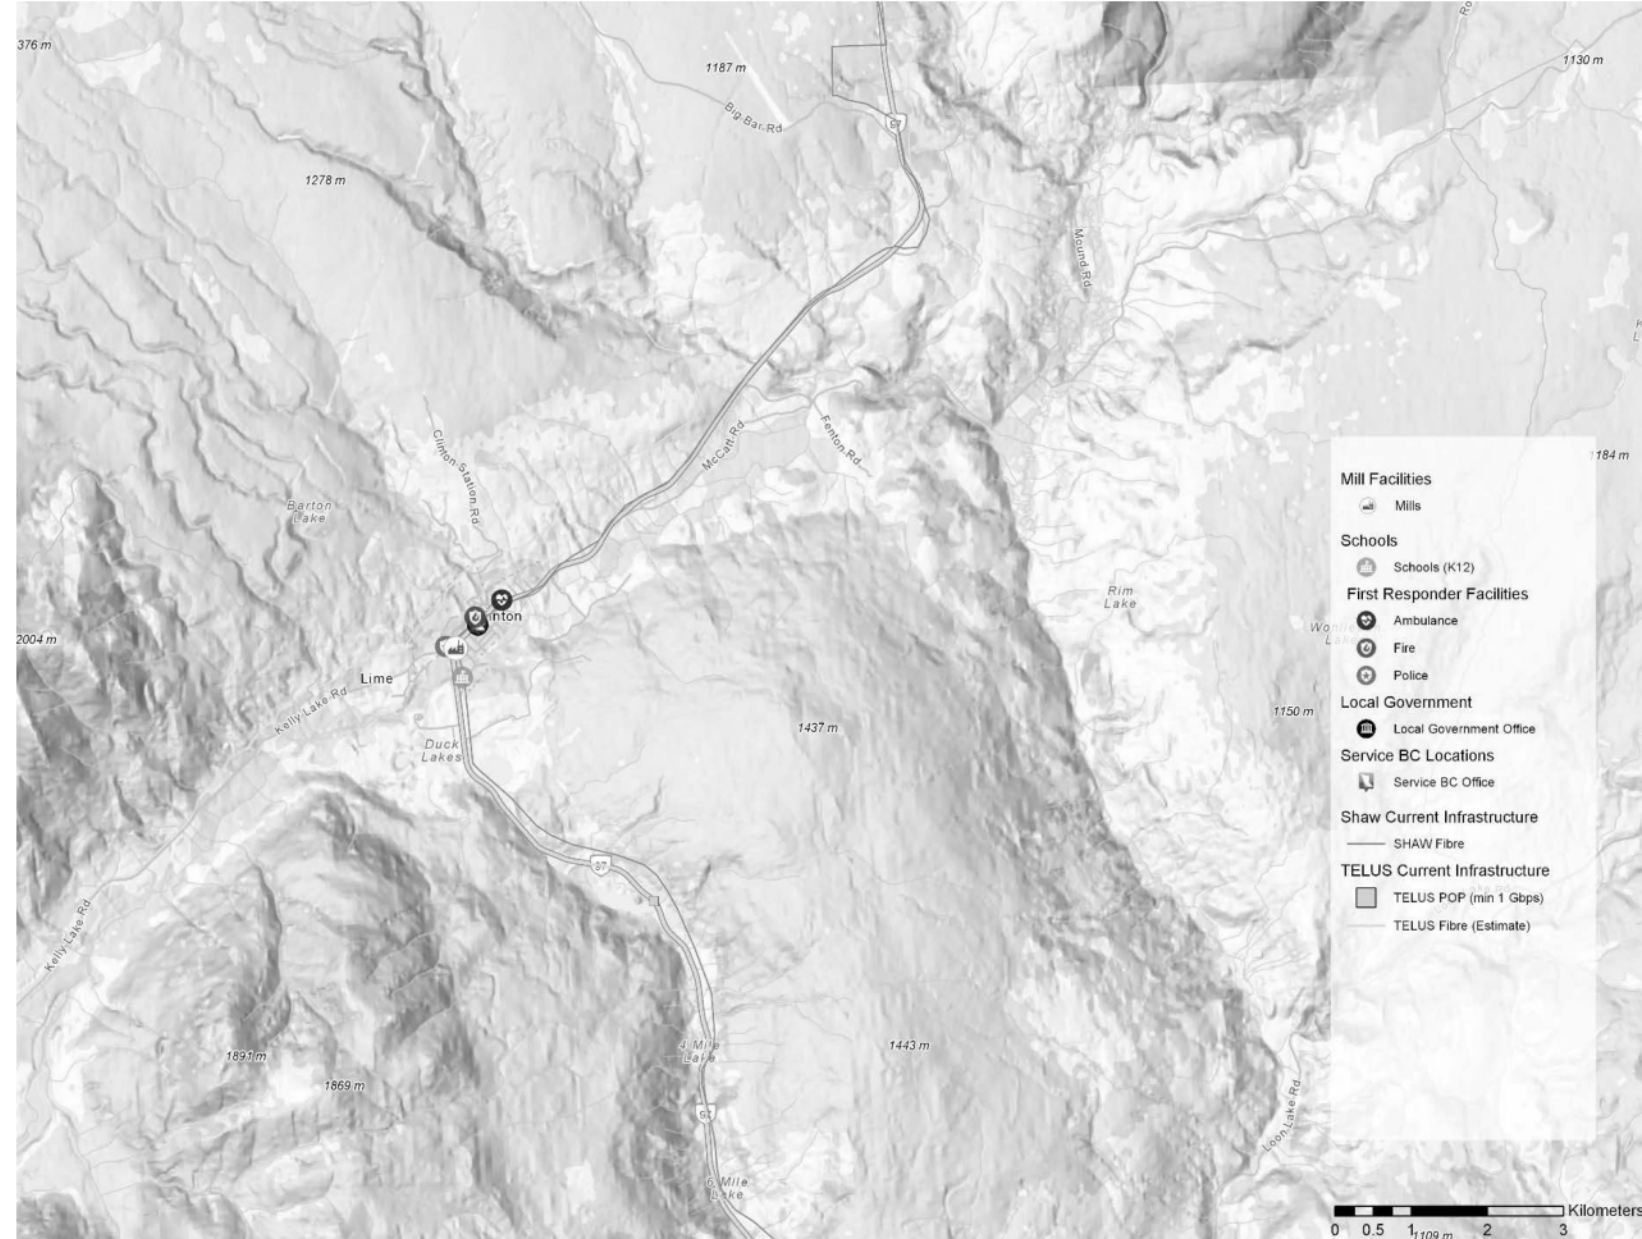 376 m
1187 m
1130 m
Big Bar Rd
97
1278 m
Mound Rd
McCatt Rd
Fenton Rd
Clinton Station Rd
Barton
Lake
1184 m
inton
Rim
Lake
2004 m
Lime
Kelly Lake Rd
1437 m
1150 m
Duck
Lakes
97
Kelly Lake Rd
4 Mile
Lake
1443 m
1891 m
1869 m
97
Loon Lake Rd
6 Mile
Lake
Mill Facilities
Mills
Schools
Schools (K12)
First Responder Facilities
Ambulance
Fire
Police
Local Government
Local Government Office
Service BC Locations
Service BC Office
Shaw Current Infrastructure
SHAW Fibre
TELUS Current Infrastructure
TELUS POP (min 1 Gbps)
TELUS Fibre (Estimate)
Kilometers
0 0.5 1 2 3
1109 m